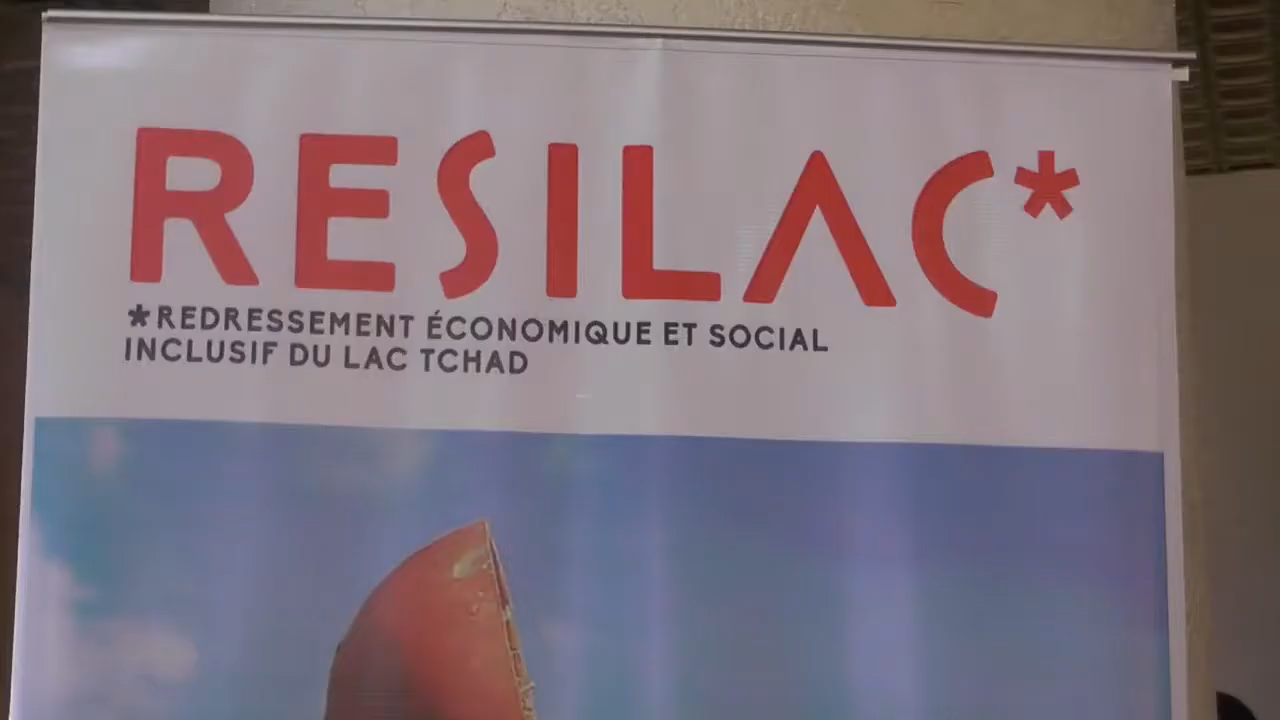 RESILAC*
*REDRESSEMENT ÉCONOMIQUE ET SOCIAL
INCLUSIF DU LAC TCHAD